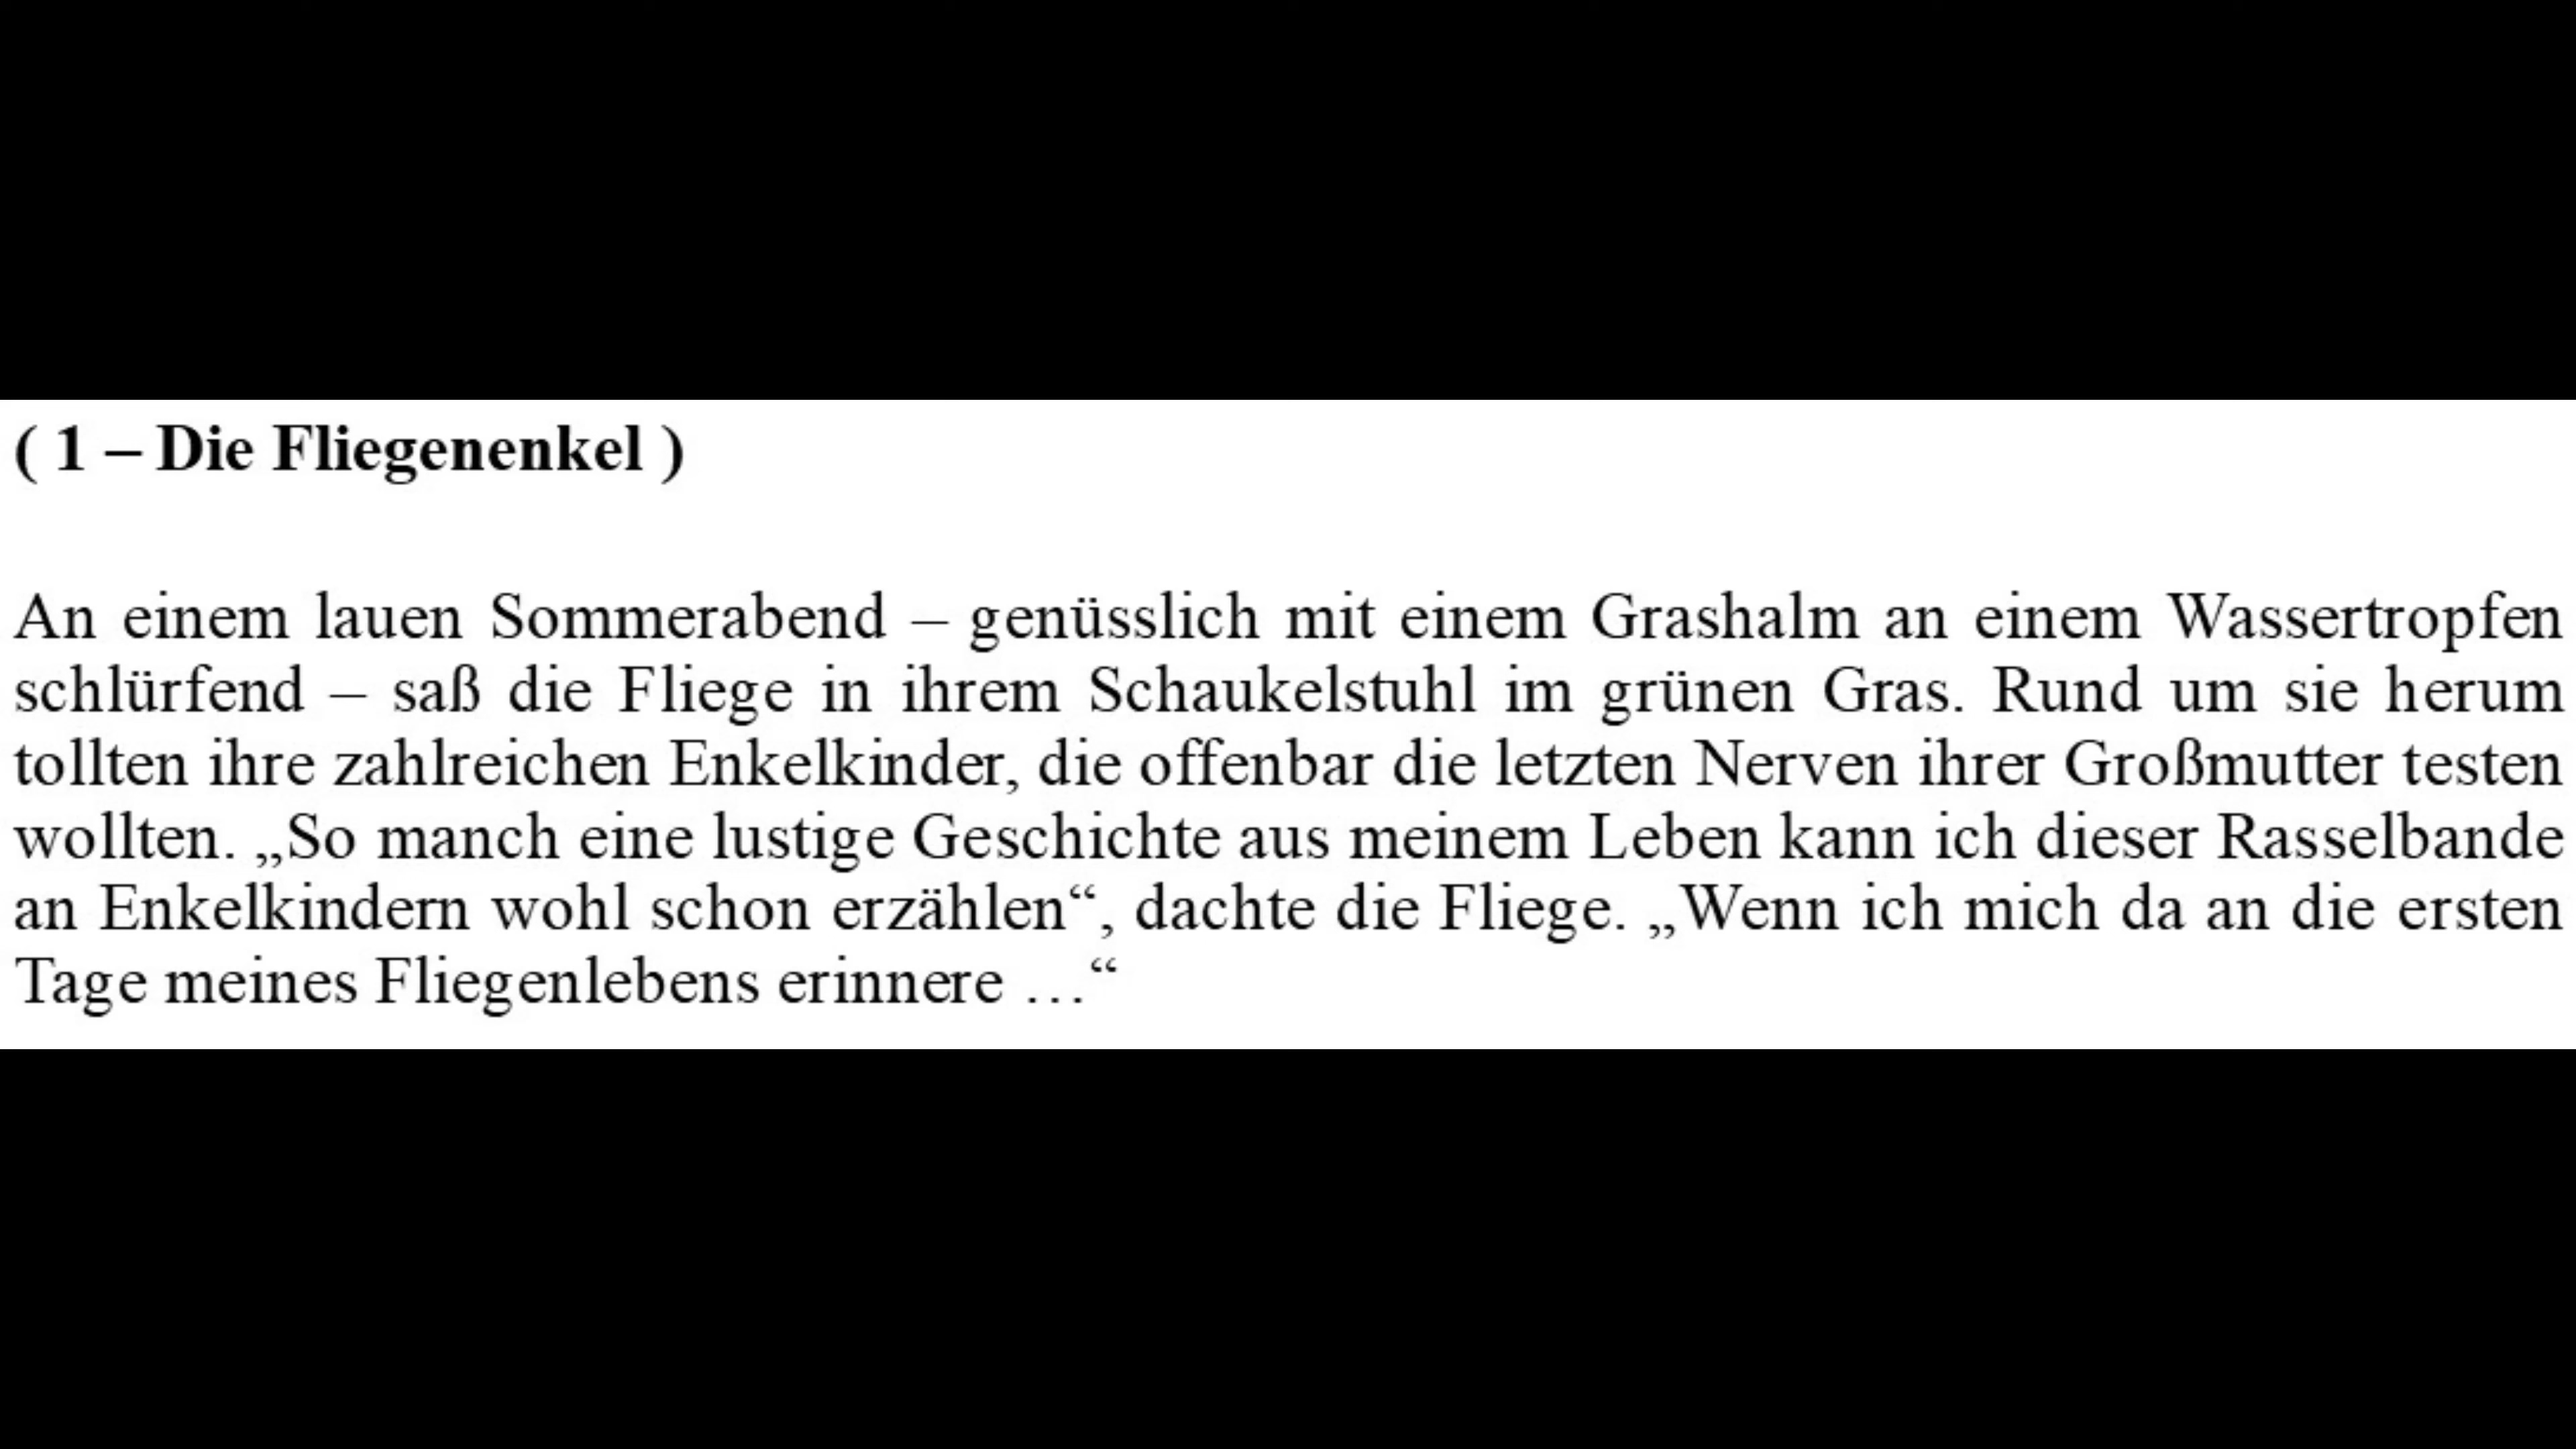 ( 1 – Die Fliegenenkel )
An einem lauen Sommerabend – genüsslich mit einem Grashalm an einem Wassertropfen
schlürfend – saß die Fliege in ihrem Schaukelstuhl im grünen Gras. Rund um sie herum
tollten ihre zahlreichen Enkelkinder, die offenbar die letzten Nerven ihrer Großmutter testen
wollten. „So manch eine lustige Geschichte aus meinem Leben kann ich dieser Rasselbande
an Enkelkindern wohl schon erzählen“, dachte die Fliege. „Wenn ich mich da an die ersten
Tage meines Fliegenlebens erinnere …“